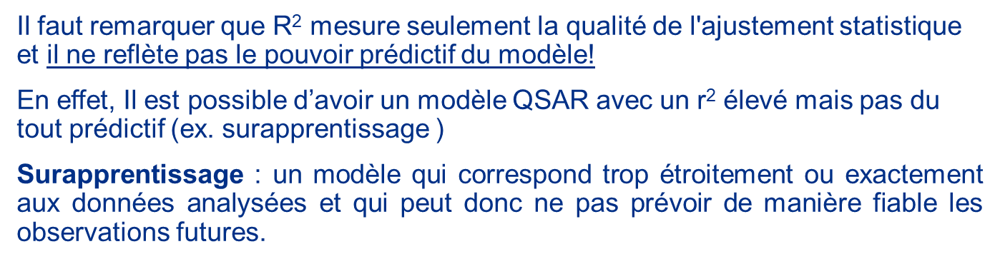 Il faut remarquer que R² mesure seulement la qualité de l'ajustement statistique
et il ne reflète pas le pouvoir prédictif du modèle!
En effet, Il est possible d’avoir un modèle QSAR avec un r² élevé mais pas du
tout prédictif (ex. surapprentissage )
Surapprentissage : un modèle qui correspond trop étroitement ou exactement
aux données analysées et qui peut donc ne pas prévoir de manière fiable les
observations futures.